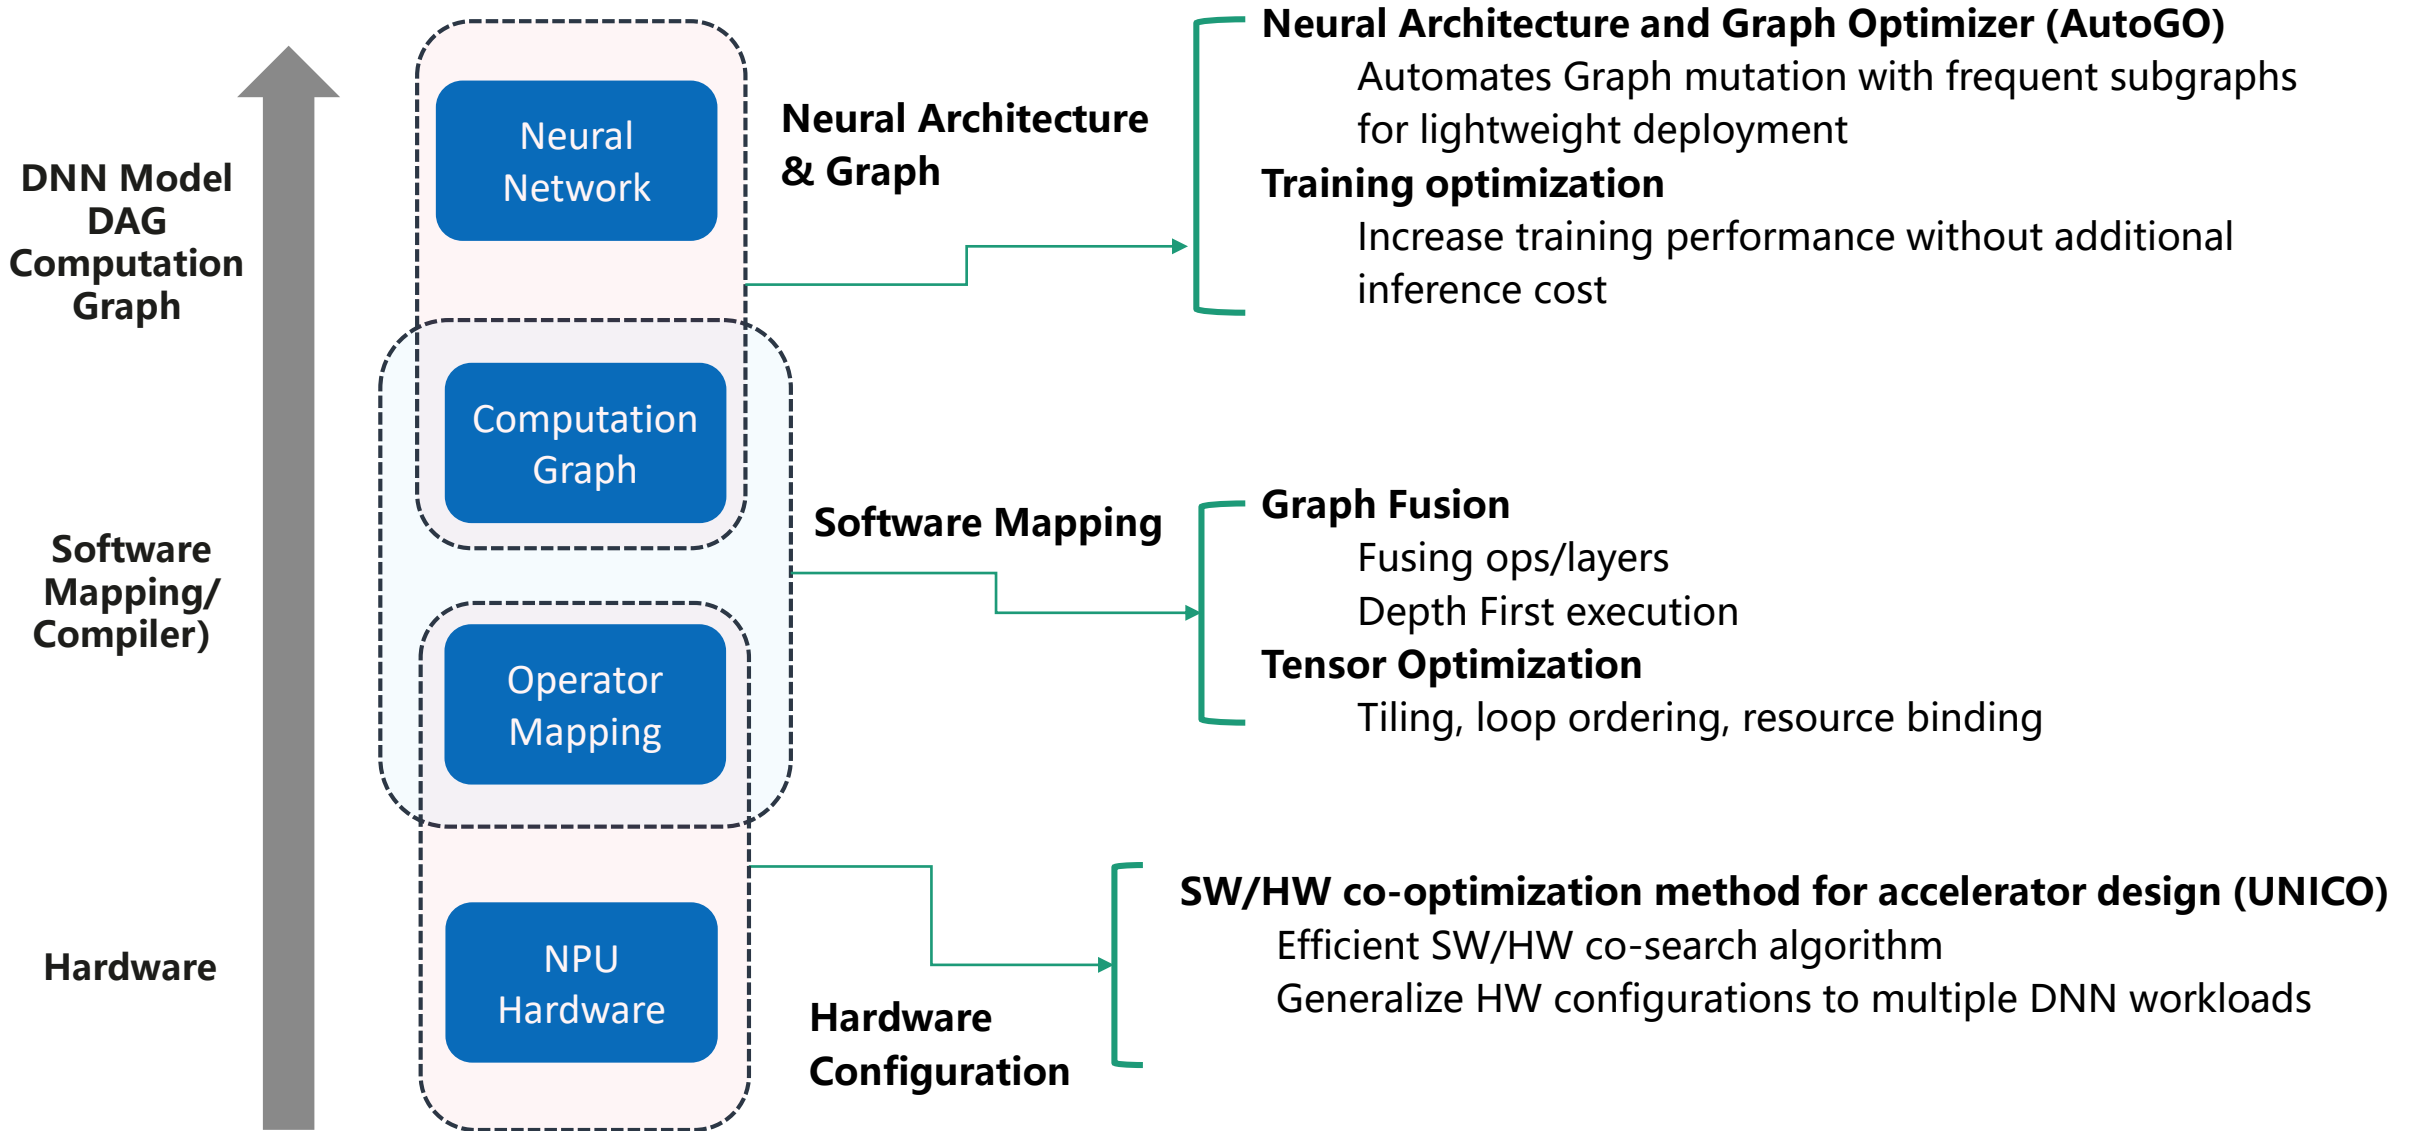 DNN Model
DAG
Computation
Graph
Software
Mapping/
Compiler)
Hardware
Neural
Network
Computation
Graph
Operator
Mapping
NPU
Hardware
Neural Architecture
& Graph
Software Mapping
Hardware
Configuration
Neural Architecture and Graph Optimizer (AutoGO)
Automates Graph mutation with frequent subgraphs
for lightweight deployment
Training optimization
Increase training performance without additional
inference cost
Graph Fusion
Fusing ops/layers
Depth First execution
Tensor Optimization
Tiling, loop ordering, resource binding
SW/HW co-optimization method for accelerator design (UNICO)
Efficient SW/HW co-search algorithm
Generalize HW configurations to multiple DNN workloads